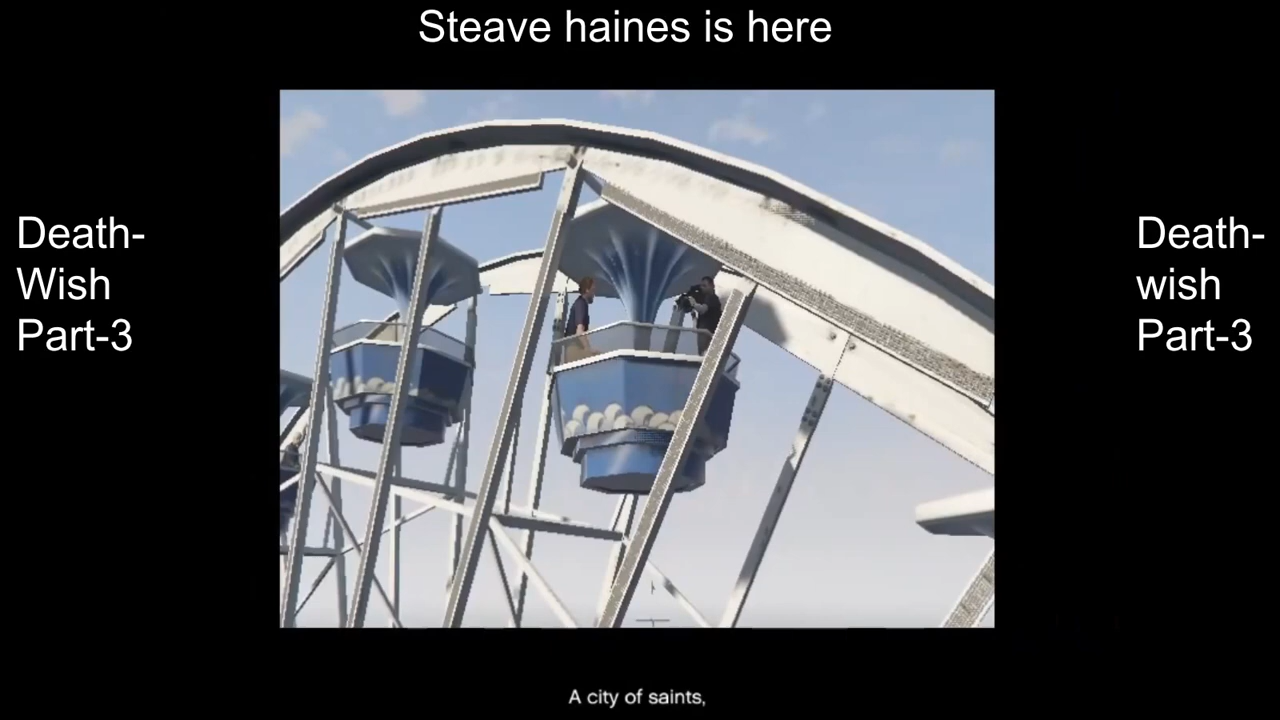 Steave haines is here
Death-
Wish
Part-3
Death-
wish
Part-3
A city of saints,